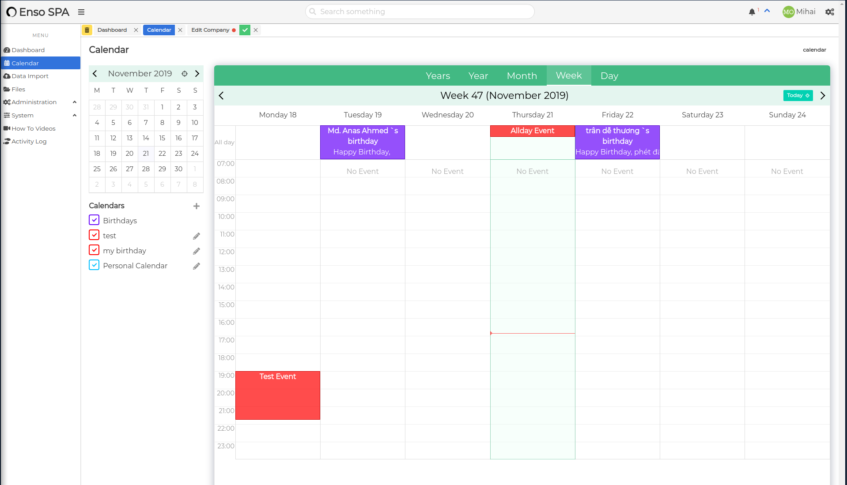 Enso SPA
Search something
1
MO
Mihai
MENU
Dashboard
Calendar
Data Import
Files
Administration
System
How To Videos
Activity Log
Dashboard
Calendar
Edit Company
Calendar
calendar
November 2019
M T W T F S S
28 29 30 31 1 2 3
4 5 6 7 8 9 10
11 12 13 14 15 16 17
18 19 20 21 22 23 24
25 26 27 28 29 30 1
2 3 4 5 6 7 8
Calendars
Birthdays
test
my birthday
Personal Calendar
Years Year Month Week Day
Week 47 (November 2019)
Today
Monday 18 Tuesday 19 Wednesday 20 Thursday 21 Friday 22 Saturday 23 Sunday 24
All day
Md. Anas Ahmed `s
birthday
Happy Birthday,
Allday Event
trần dễ thương `s
birthday
Happy Birthday, phét dz
No Event No Event No Event No Event No Event No Event
07:00
08:00
09:00
10:00
11:00
12:00
13:00
14:00
15:00
16:00
17:00
18:00
19:00
Test Event
20:00
21:00
22:00
23:00